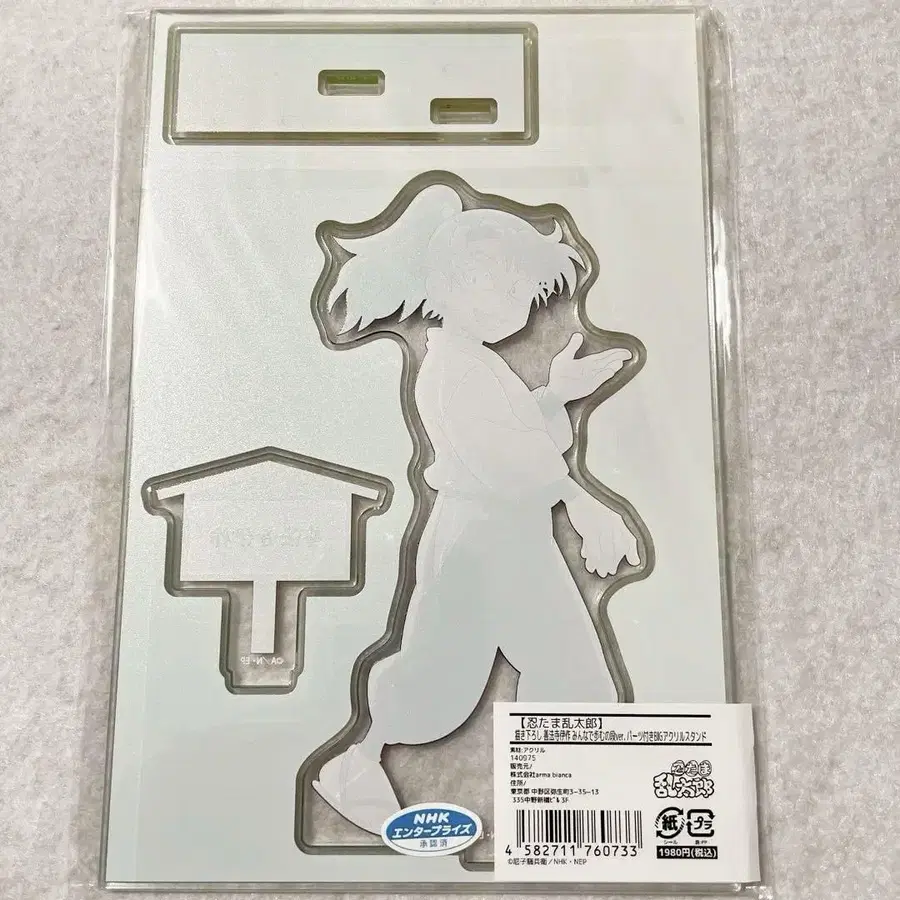 ©A/N・EP
【忍たま乱太郎】
描き下ろし 善法寺伊作 みんなで歩むの段ver. パーツ付きBIGアクリルスタンド
素材:アクリル
140975
販売元/
株式会社arma bianca
住所/
東京都 中野区弥生町3-35-13
335中野新橋ビル 3F
忍たま
乱太郎
紙
シール
プラ
袋:PP
1980円(税込)
4 582711 760733
©尼子騒兵衛/NHK・NEP
NHK
エンタープライズ
承認済